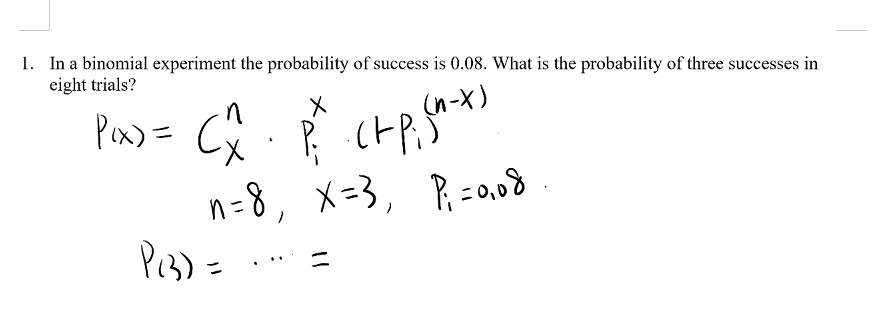 1. In a binomial experiment the probability of success is 0.08. What is the probability of three successes in
eight trials?
P(x) = C^n_x · P_i^x · (1-P_i)^(n-x)
n=8, x=3, P_i=0,08.
P(3) = .... =